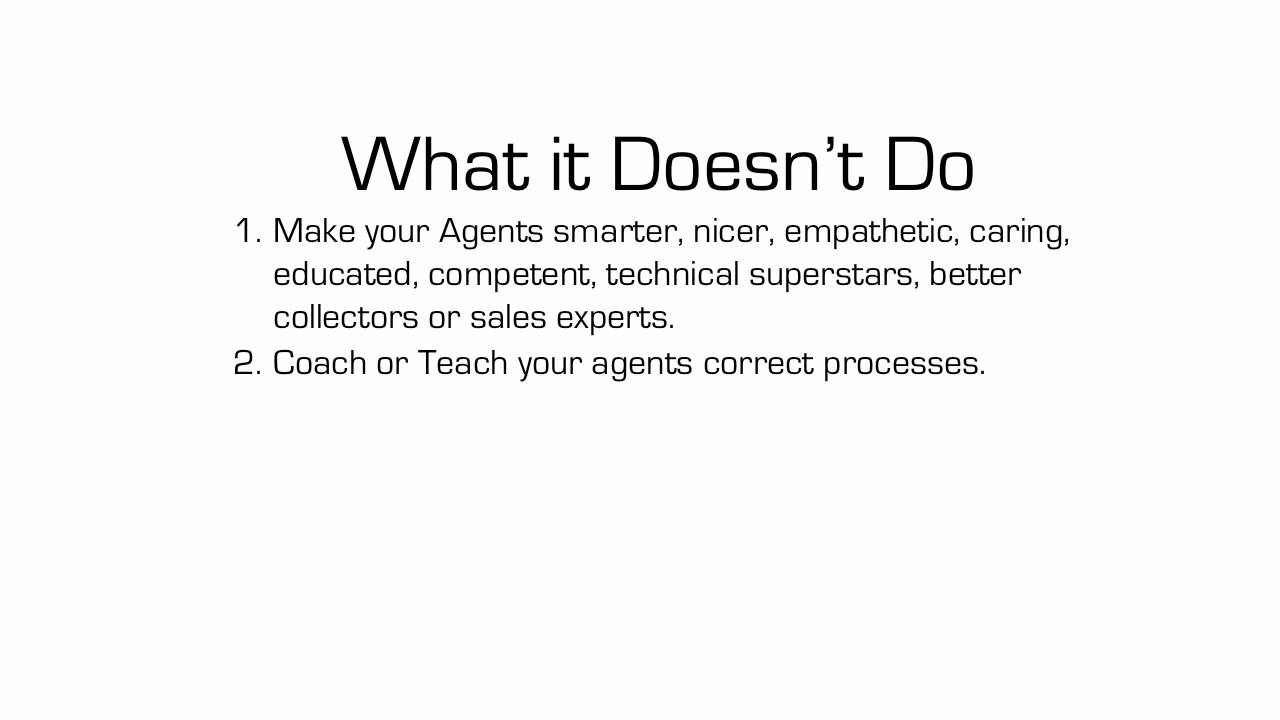 What it Doesn’t Do
1. Make your Agents smarter, nicer, empathetic, caring,
educated, competent, technical superstars, better
collectors or sales experts.
2. Coach or Teach your agents correct processes.